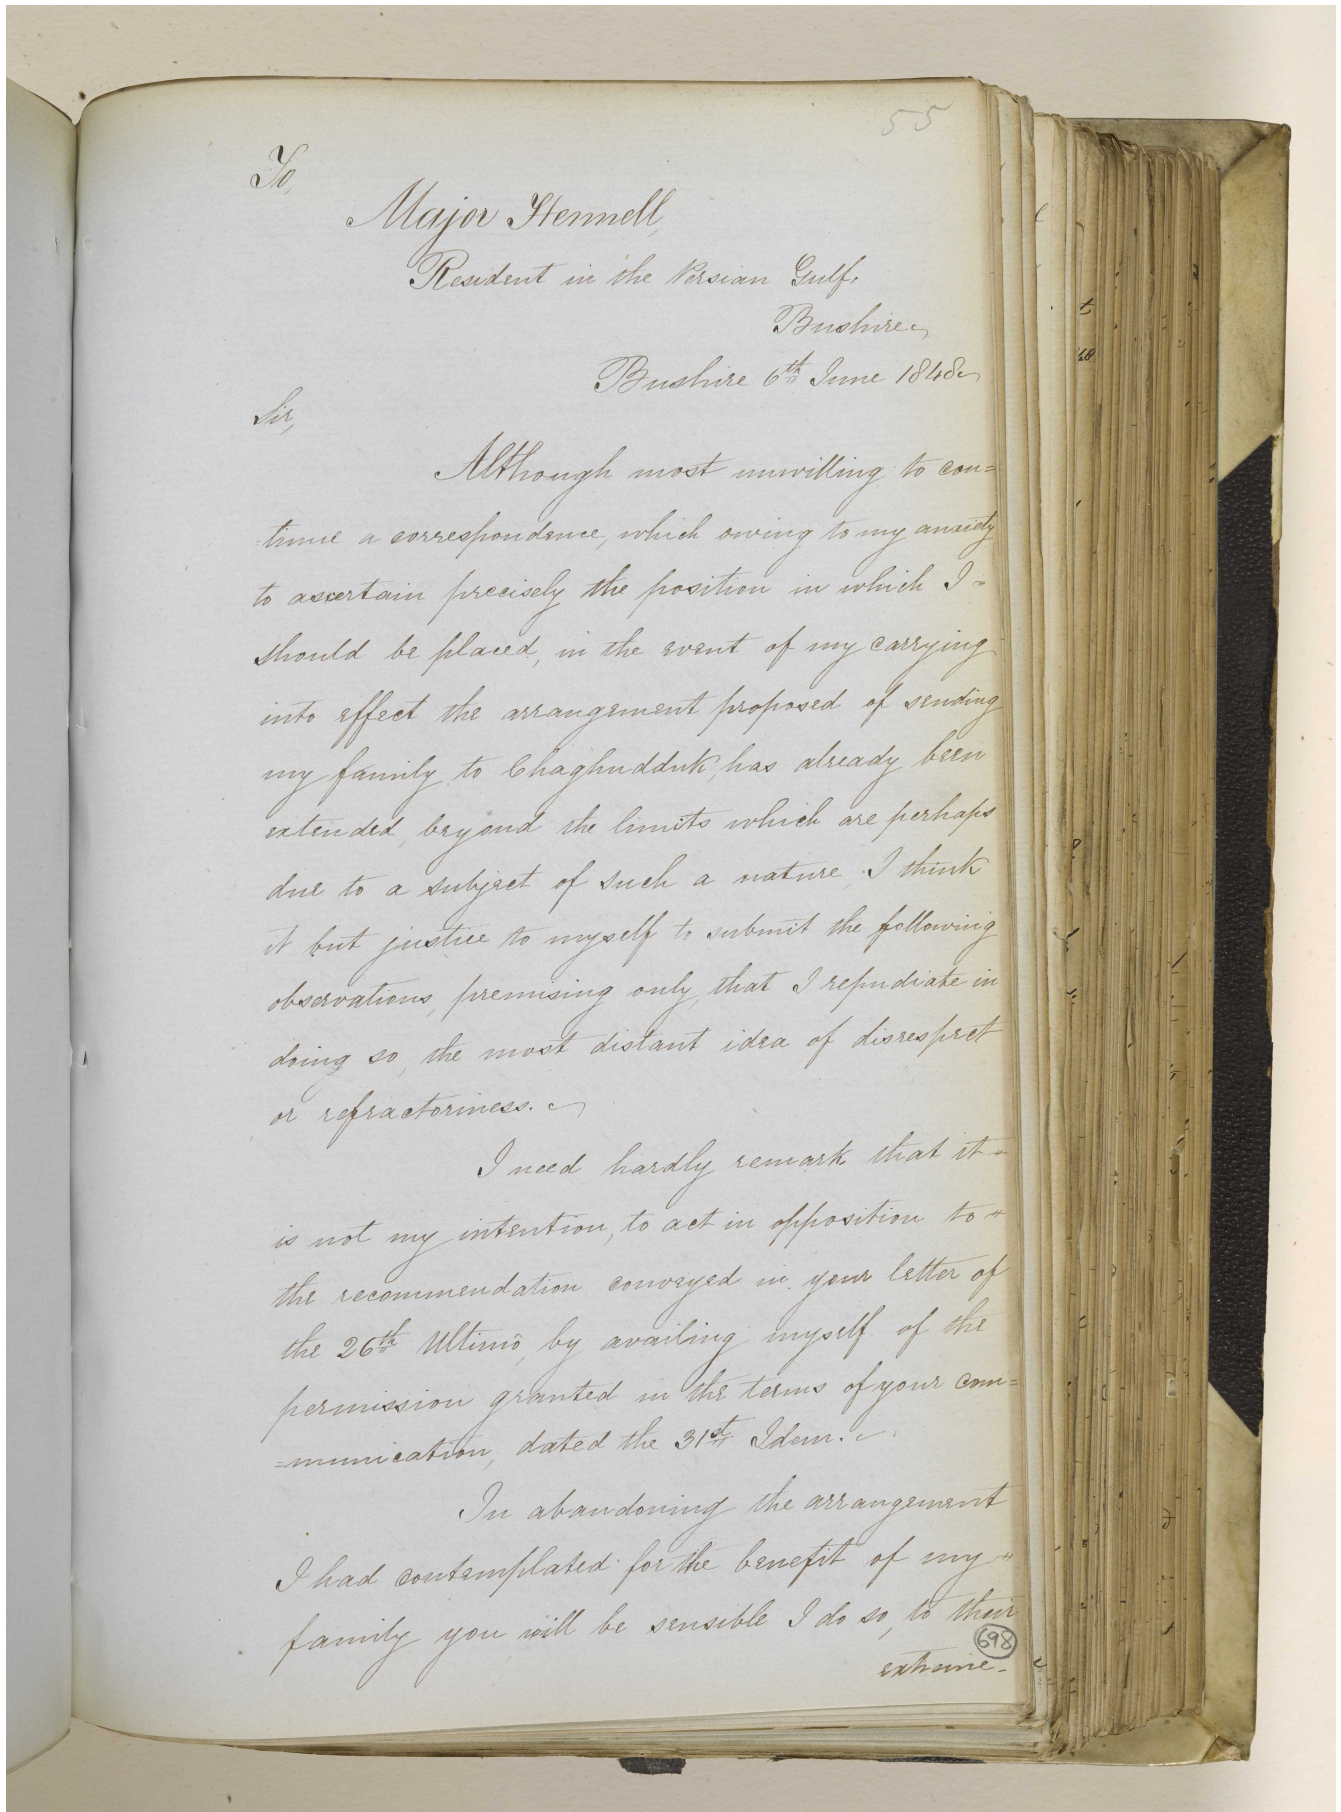 55
To,
Major Hennell,
Resident in the Persian Gulf,
Bushire
Bushire 6th June 1848
Sir,
Although most unwilling to con=
tinue a correspondence, which owing to my anxiety
to ascertain precisely the position in which I -
should be placed, in the event of my carrying
into effect the arrangement proposed of sending
my family to Chaghudduk, has already been
extended, beyond the limits which are perhaps
due to a subject of such a nature, I think
it but justice to myself to submit the following
observations, premising only, that I repudiate in
doing so, the most distant idea of disrespect
or refractoriness.
I need hardly remark that it -
is not my intention, to act in opposition to -
the recommendation conveyed in your letter of
the 26th Ultimo, by availing myself of the
permission granted in the terms of your com=
=munication, dated the 31st Idem.
In abandoning the arrangement
I had contemplated for the benefit of my -
family you will be sensible I do so, to their
698
extreme -